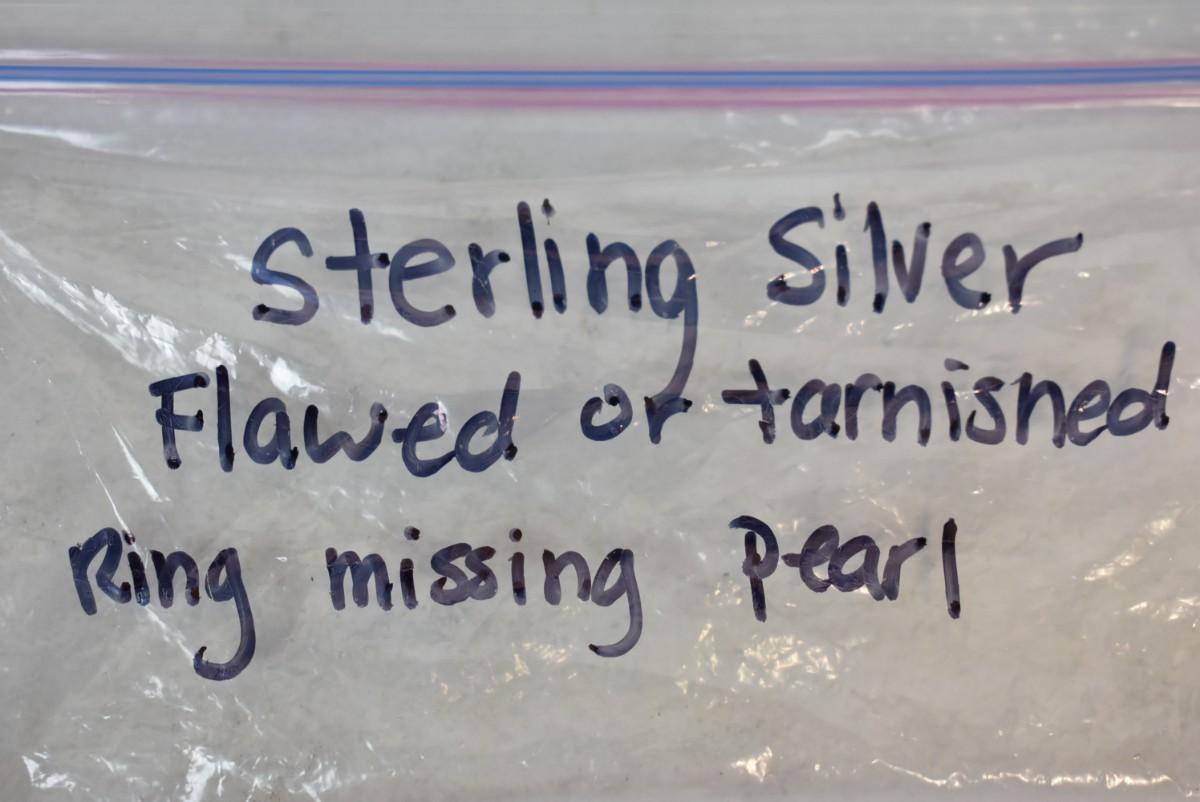 Sterling Silver
Flawed or tarnished
Ring missing pearl